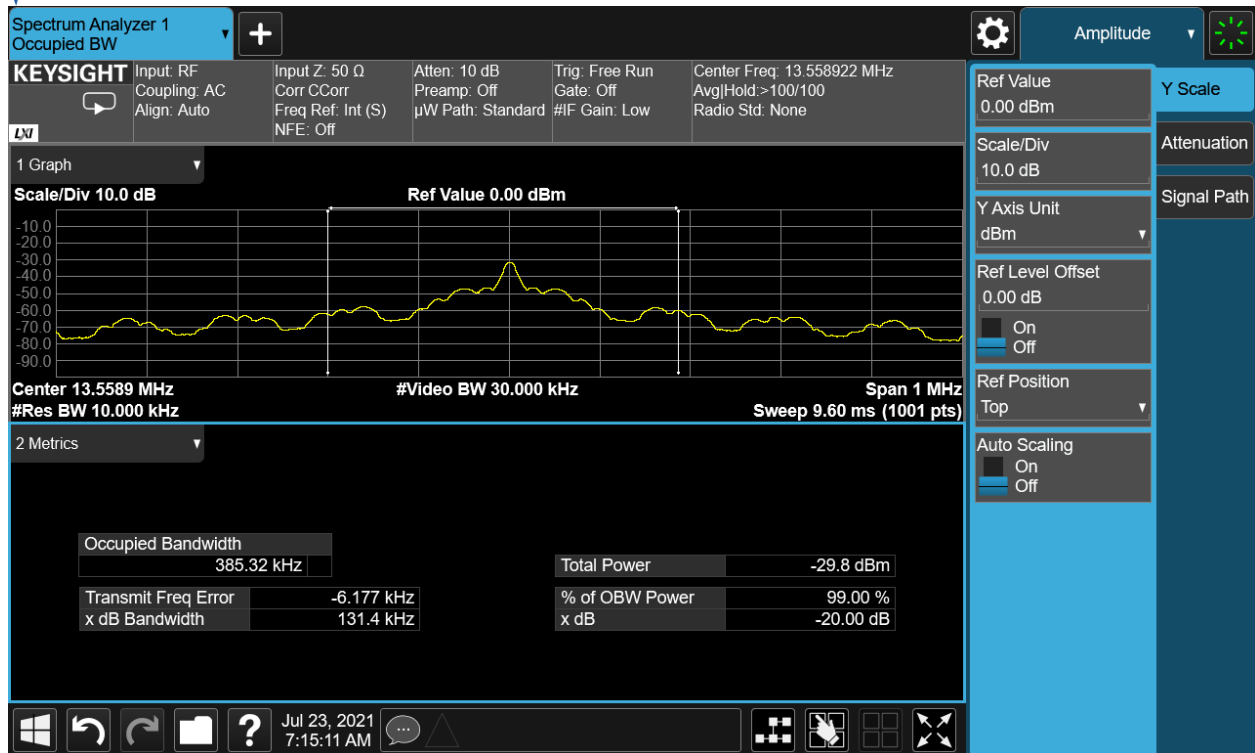 Spectrum Analyzer 1
Occupied BW
+
Amplitude
KEYSIGHT
LXI
Input: RF
Coupling: AC
Align: Auto
Input Z: 50 Ω
Corr CCorr
Freq Ref: Int (S)
NFE: Off
Atten: 10 dB
Preamp: Off
µW Path: Standard
Trig: Free Run
Gate: Off
#IF Gain: Low
Center Freq: 13.558922 MHz
Avg|Hold:>100/100
Radio Std: None
1 Graph
Scale/Div 10.0 dB
Ref Value 0.00 dBm
-10.0
-20.0
-30.0
-40.0
-50.0
-60.0
-70.0
-80.0
-90.0
Center 13.5589 MHz
#Video BW 30.000 kHz
Span 1 MHz
#Res BW 10.000 kHz
Sweep 9.60 ms (1001 pts)
2 Metrics
Occupied Bandwidth
385.32 kHz
Total Power -29.8 dBm
Transmit Freq Error -6.177 kHz
% of OBW Power 99.00 %
x dB Bandwidth 131.4 kHz
x dB -20.00 dB
Ref Value
0.00 dBm
Scale/Div
10.0 dB
Y Axis Unit
dBm
Ref Level Offset
0.00 dB
On
Off
Ref Position
Top
Auto Scaling
On
Off
Y Scale
Attenuation
Signal Path
?
Jul 23, 2021
7:15:11 AM